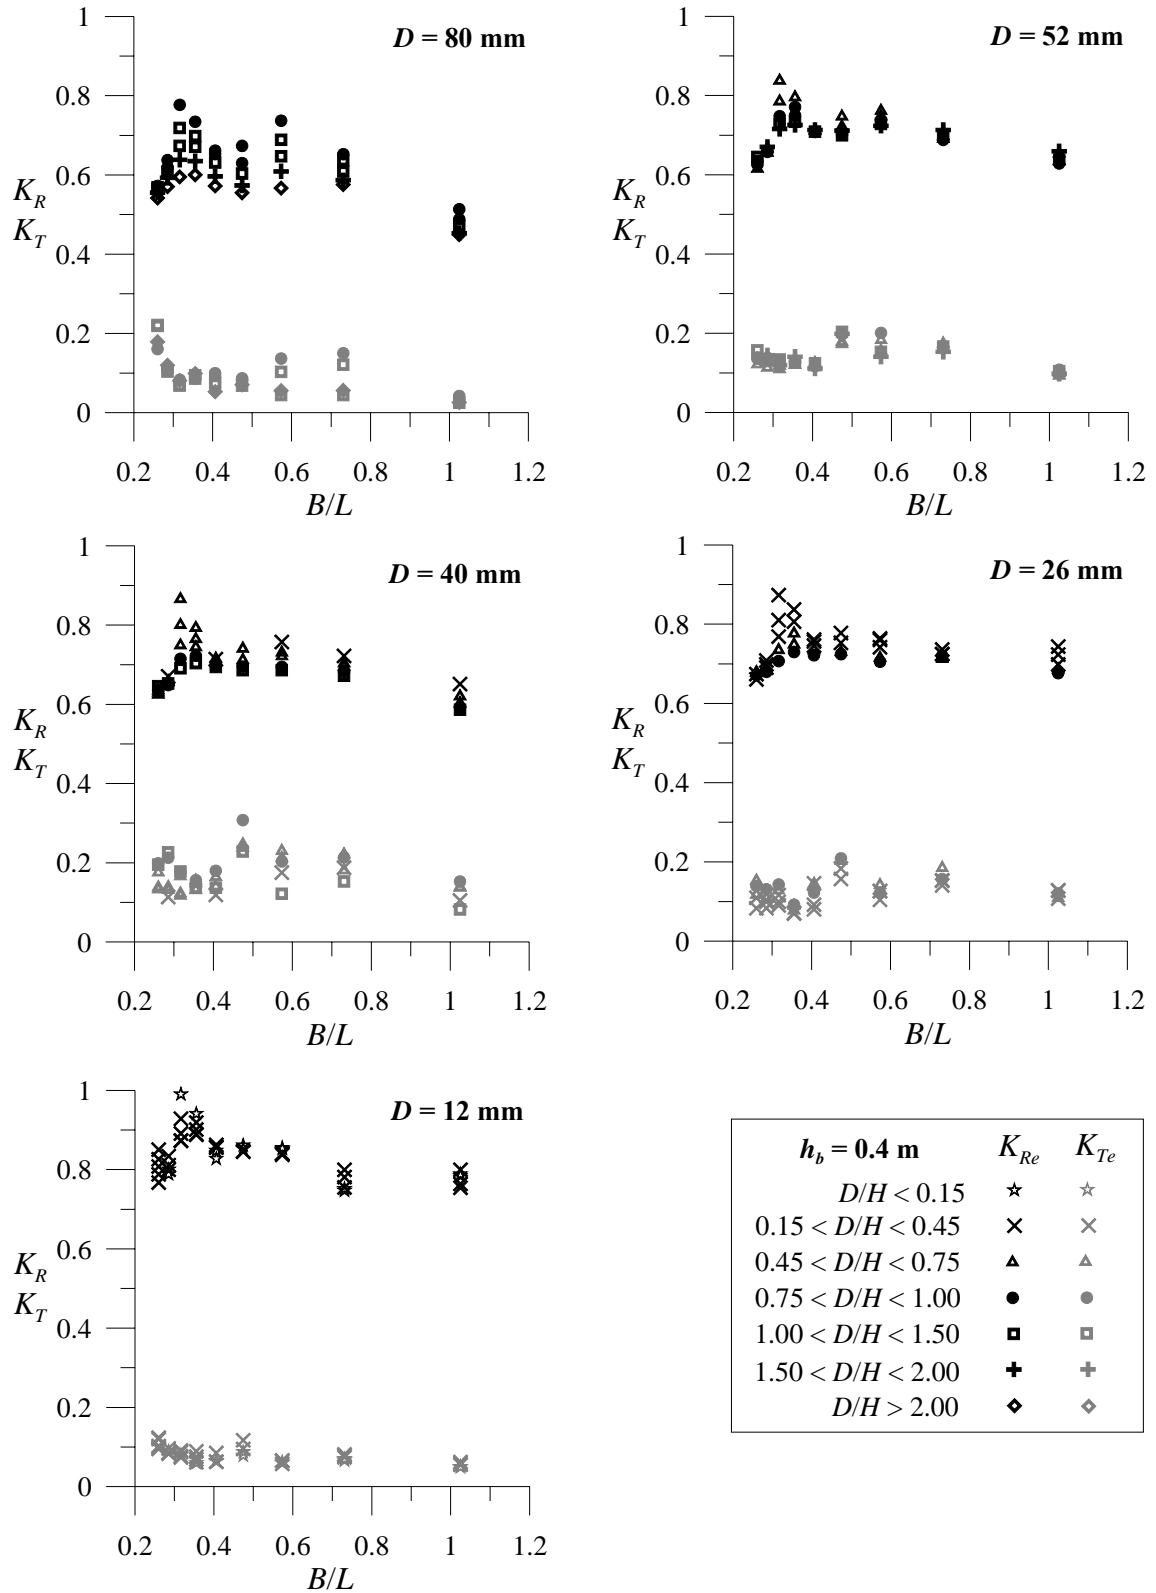 D = 80 mm
1
0.8
0.6
0.4
0.2
0
K_R
K_T
0.2 0.4 0.6 0.8 1 1.2
B/L
D = 52 mm
1
0.8
0.6
0.4
0.2
0
K_R
K_T
0.2 0.4 0.6 0.8 1 1.2
B/L
D = 40 mm
1
0.8
0.6
0.4
0.2
0
K_R
K_T
0.2 0.4 0.6 0.8 1 1.2
B/L
D = 26 mm
1
0.8
0.6
0.4
0.2
0
K_R
K_T
0.2 0.4 0.6 0.8 1 1.2
B/L
D = 12 mm
1
0.8
0.6
0.4
0.2
0
K_R
K_T
0.2 0.4 0.6 0.8 1 1.2
B/L
h_b = 0.4 m K_Re K_Te
D/H < 0.15
0.15 < D/H < 0.45
0.45 < D/H < 0.75
0.75 < D/H < 1.00
1.00 < D/H < 1.50
1.50 < D/H < 2.00
D/H > 2.00